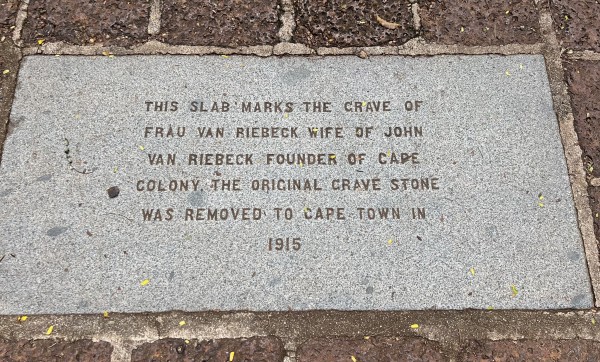 THIS SLAB MARKS THE GRAVE OF
FRAU VAN RIEBECK WIFE OF JOHN
VAN RIEBECK FOUNDER OF CAPE
COLONY. THE ORIGINAL GRAVE STONE
WAS REMOVED TO CAPE TOWN IN
1915